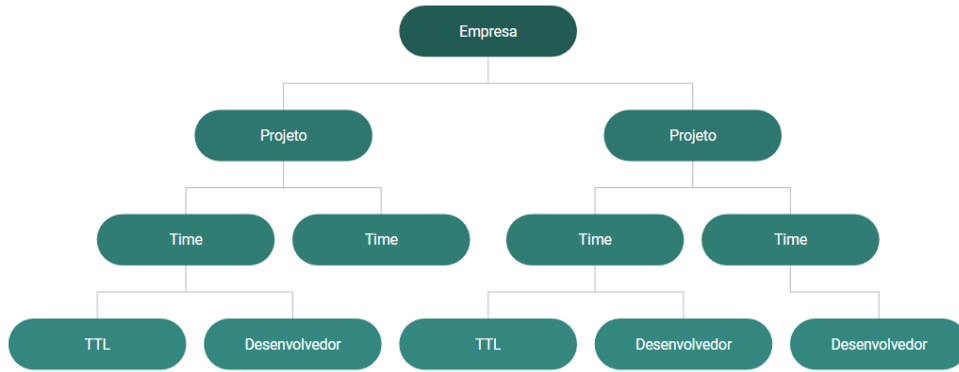 Empresa
Projeto
Projeto
Time
Time
Time
Time
TTL
Desenvolvedor
TTL
Desenvolvedor
Desenvolvedor